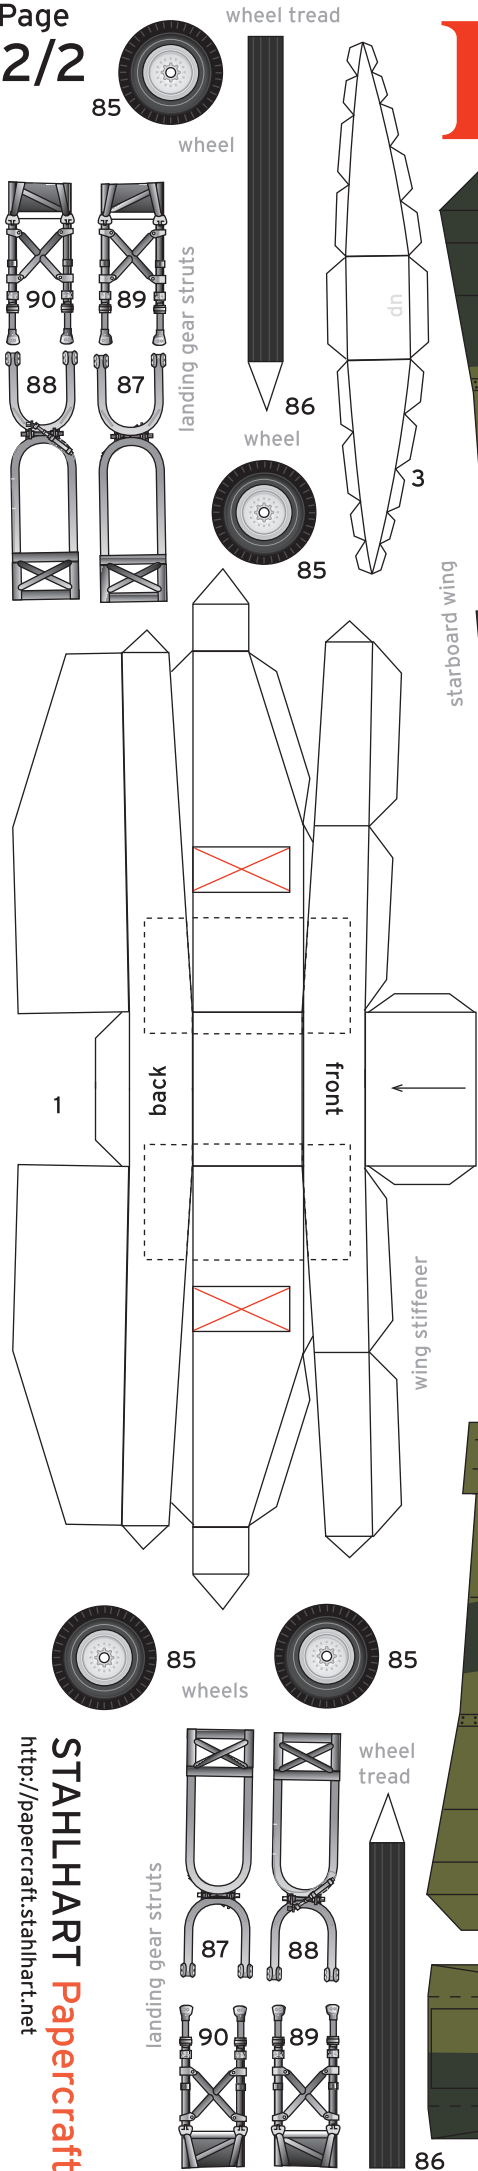 Page
2/2
wheel tread
85
wheel
landing gear struts
90
89
88
87
up
86
wheel
3
85
starboard wing
1
back
front
wing stiffener
85
wheels
85
STAHLHART Papercraft
http://papercraft.stahlhart.net
wheel
tread
landing gear struts
87
88
90
89
86